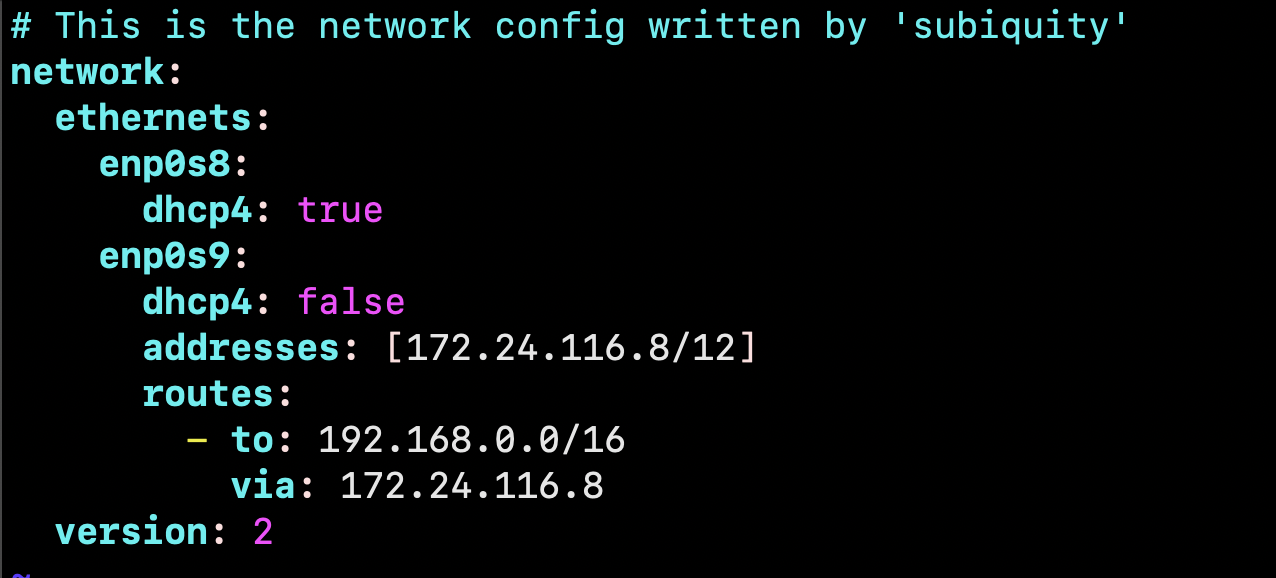 # This is the network config written by 'subiquity'
network:
  ethernets:
    enp0s8:
      dhcp4: true
    enp0s9:
      dhcp4: false
      addresses: [172.24.116.8/12]
      routes:
        - to: 192.168.0.0/16
          via: 172.24.116.8
  version: 2
~